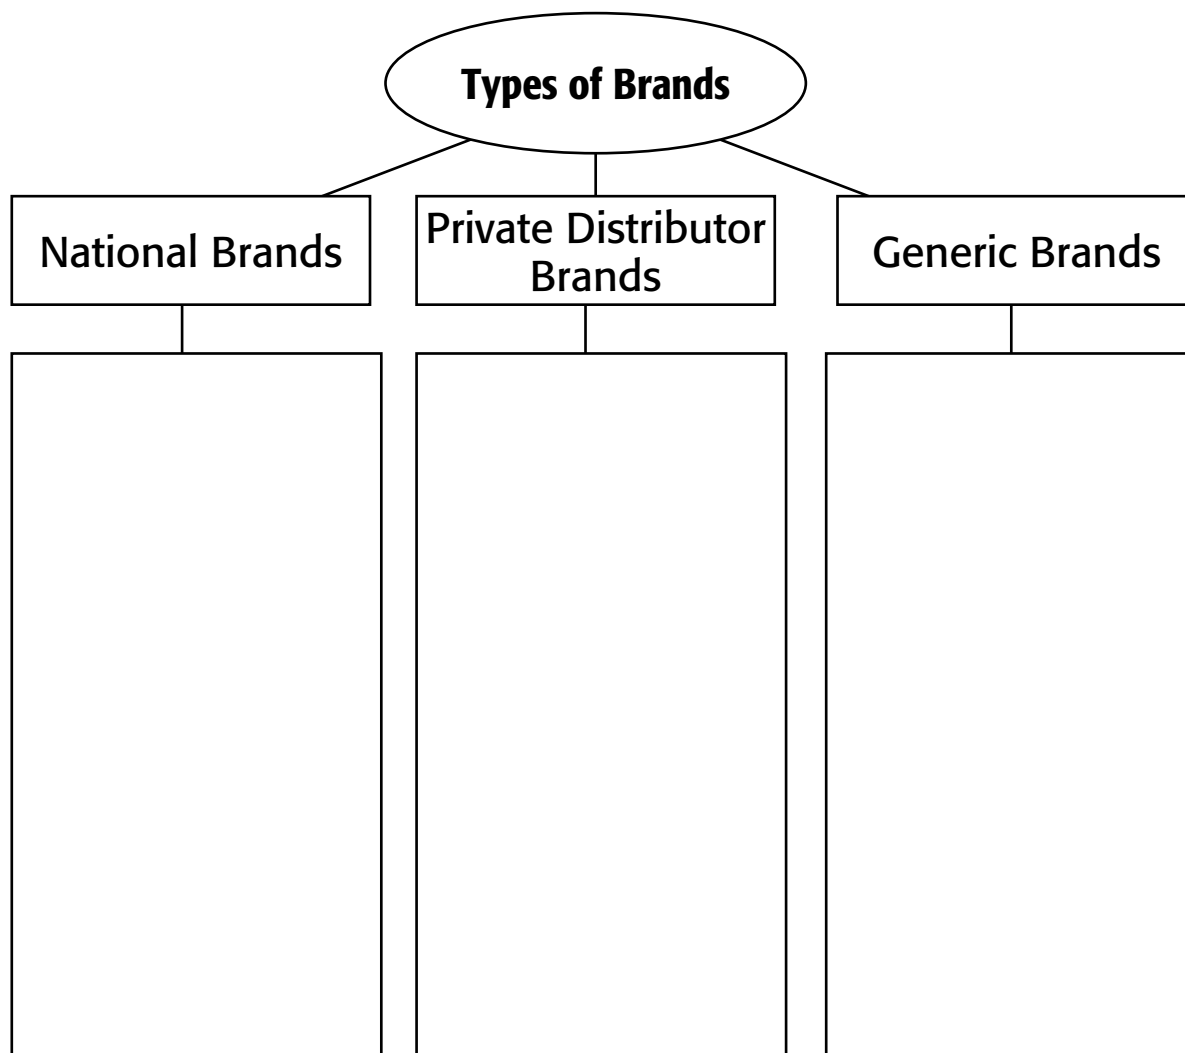 Types of Brands
National Brands
Private Distributor
Brands
Generic Brands